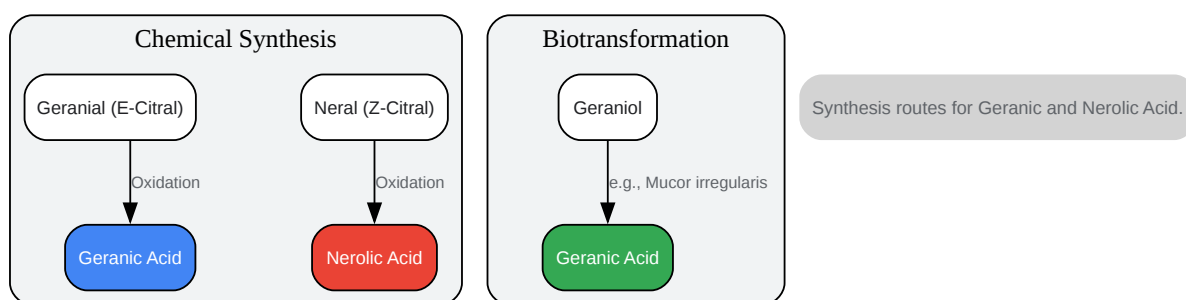 Chemical Synthesis
Geranial (E-Citral)
Neral (Z-Citral)
Oxidation
Oxidation
Geranic Acid
Nerolic Acid
Biotransformation
Geraniol
e.g., Mucor irregularis
Geranic Acid
Synthesis routes for Geranic and Nerolic Acid.